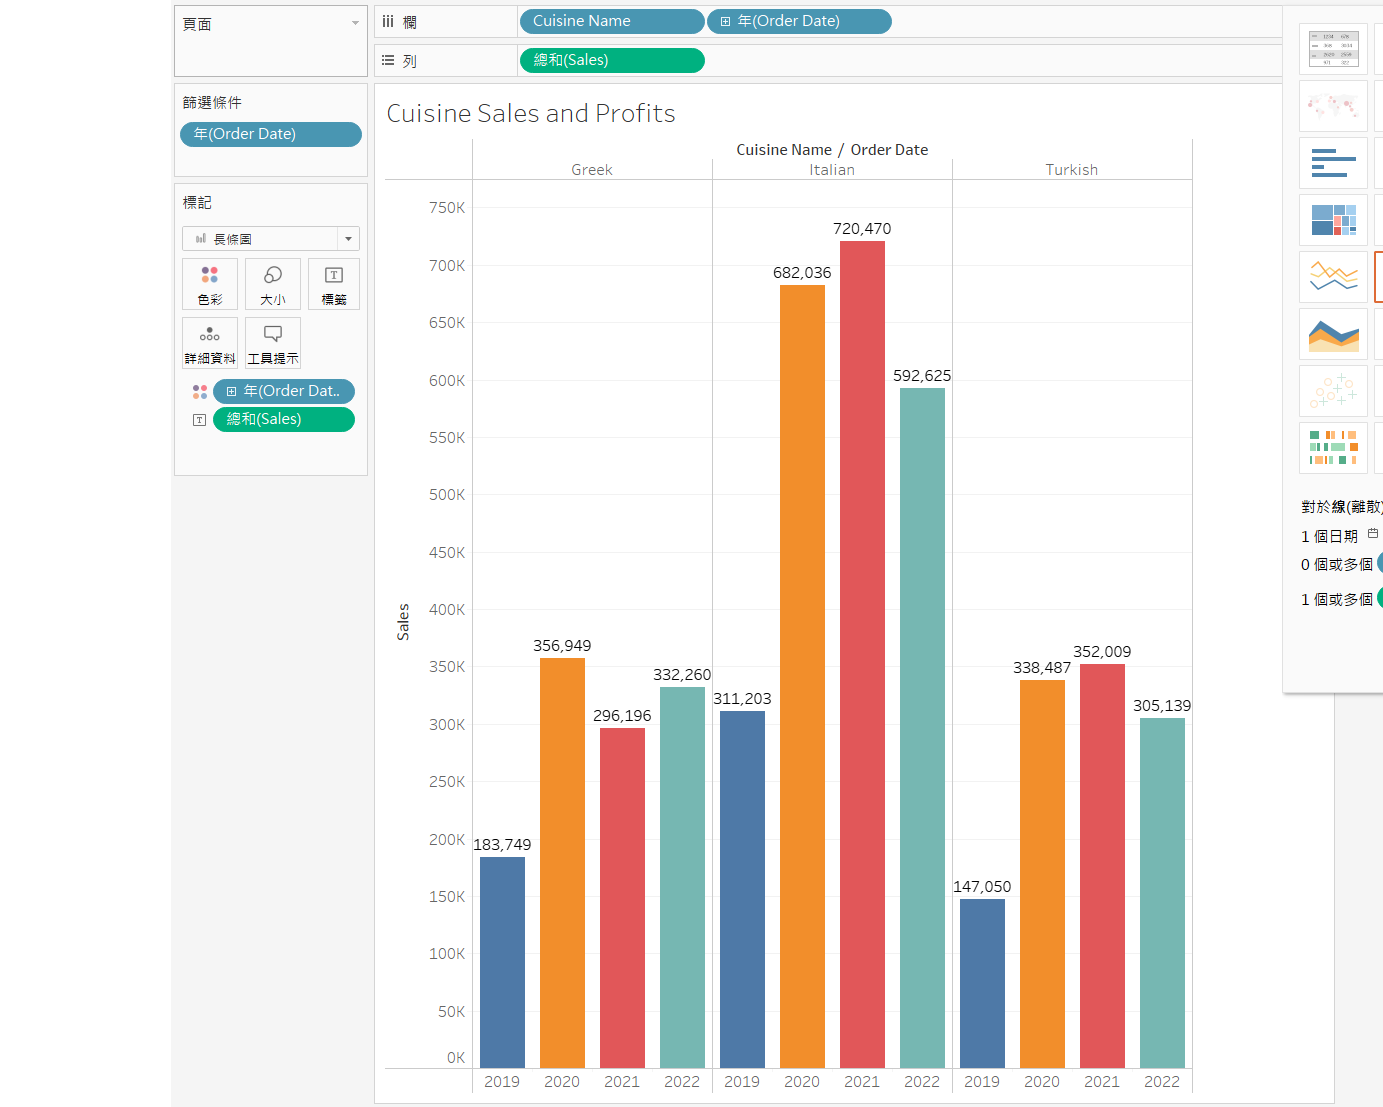 頁面
篩選條件
年(Order Date)
標記
長條圖
色彩
大小
標籤
詳細資料
工具提示
年(Order Dat..
總和(Sales)
欄
Cuisine Name
年(Order Date)
列
總和(Sales)
Cuisine Sales and Profits
Cuisine Name / Order Date
Greek Italian Turkish
Sales
750K
700K
650K
600K
550K
500K
450K
400K
350K
300K
250K
200K
150K
100K
50K
0K
183,749
356,949
296,196
332,260
311,203
682,036
720,470
592,625
147,050
338,487
352,009
305,139
2019 2020 2021 2022 2019 2020 2021 2022 2019 2020 2021 2022
對於線(離散)
1 個日期
0 個或多個
1 個或多個